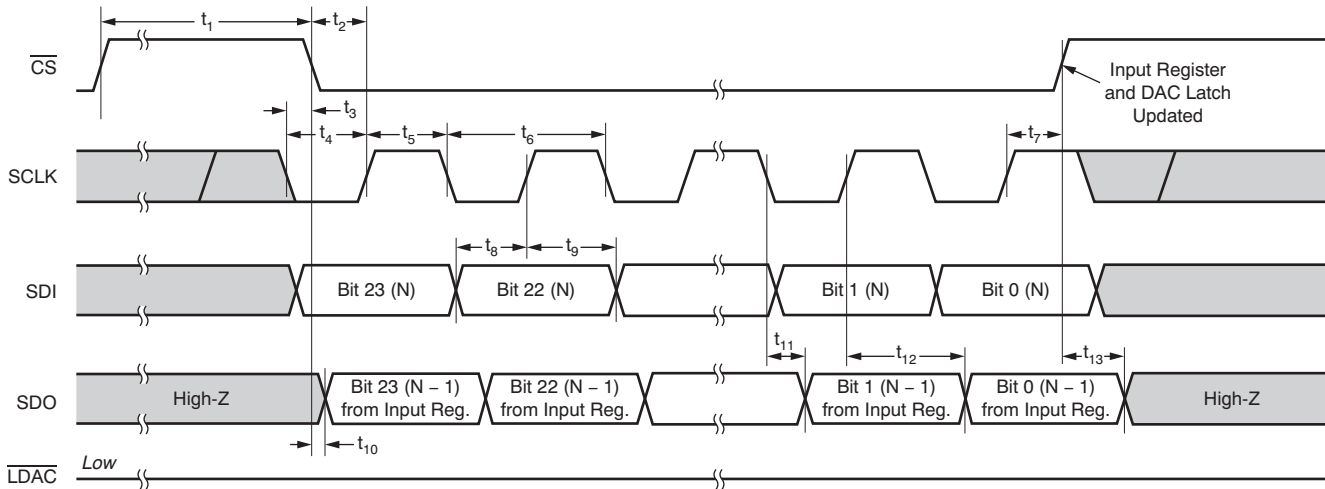 t1
t2
CS
Input Register
and DAC Latch
Updated
t3
t4
t5
t6
t7
SCLK
t8
t9
SDI
Bit 23 (N)
Bit 22 (N)
Bit 1 (N)
Bit 0 (N)
t11
t12
t13
SDO
High-Z
Bit 23 (N − 1)
from Input Reg.
Bit 22 (N − 1)
from Input Reg.
Bit 1 (N − 1)
from Input Reg.
Bit 0 (N − 1)
from Input Reg.
High-Z
t10
LDAC
Low